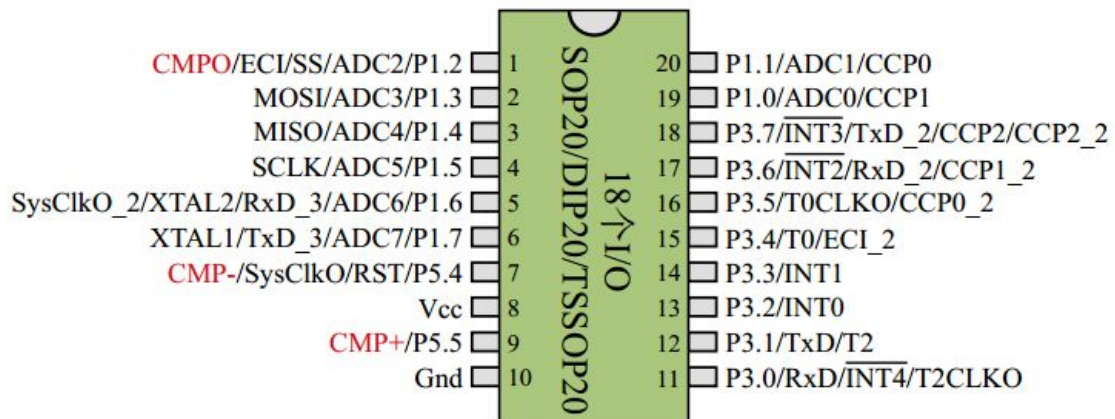 CMPO/ECI/SS/ADC2/P1.2 1 20 P1.1/ADC1/CCP0
MOSI/ADC3/P1.3 2 19 P1.0/ADC0/CCP1
MISO/ADC4/P1.4 3 18 P3.7/INT3/TxD_2/CCP2/CCP2_2
SCLK/ADC5/P1.5 4 17 P3.6/INT2/RxD_2/CCP1_2
SysClkO_2/XTAL2/RxD_3/ADC6/P1.6 5 16 P3.5/T0CLKO/CCP0_2
XTAL1/TxD_3/ADC7/P1.7 6 15 P3.4/T0/ECI_2
CMP-/SysClkO/RST/P5.4 7 14 P3.3/INT1
Vcc 8 13 P3.2/INT0
CMP+/P5.5 9 12 P3.1/TxD/T2
Gnd 10 11 P3.0/RxD/INT4/T2CLKO
18个I/O
SOP20/DIP20/TSSOP20